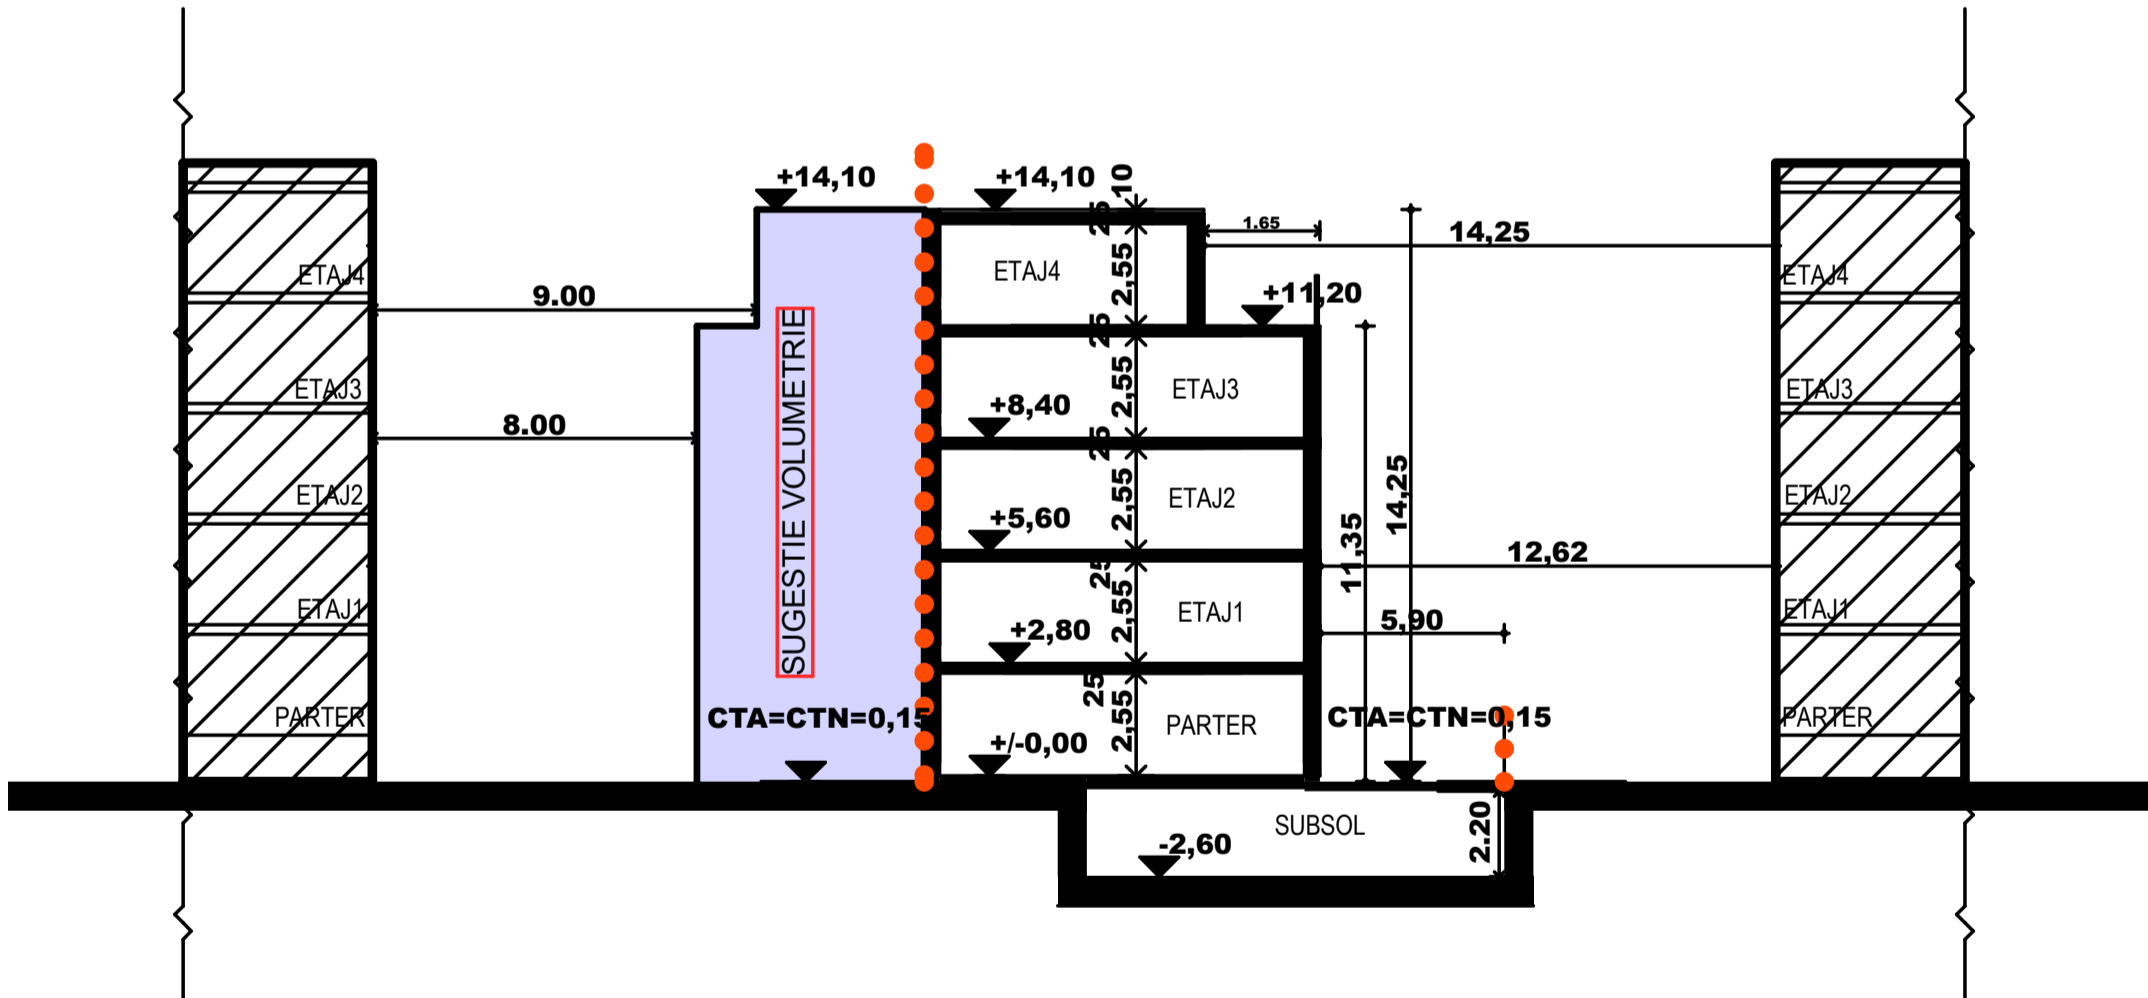 +14,10
+14,10
10
25
1.65
14,25
ETAJ4
ETAJ4
2,55
ETAJ4
9.00
+11,20
25
SUGESTIE VOLUMETRIE
ETAJ3
2,55
ETAJ3
ETAJ3
8.00
+8,40
25
ETAJ2
2,55
ETAJ2
14,25
ETAJ2
+5,60
11,35
12,62
25
ETAJ1
2,55
ETAJ1
5,90
ETAJ1
+2,80
25
PARTER
CTA=CTN=0,15
2,55
PARTER
CTA=CTN=0,15
PARTER
+/-0,00
SUBSOL
2.20
-2,60